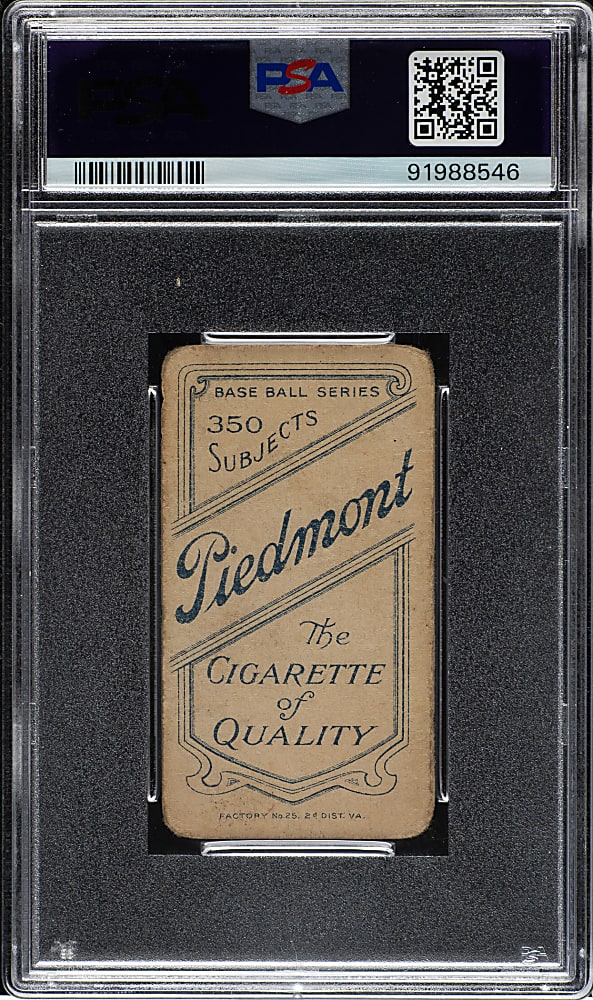 PSA
91988546
BASE BALL SERIES
350
SUBJECTS
Piedmont
The
CIGARETTE
of
QUALITY
FACTORY No. 25, 2d DIST. VA.